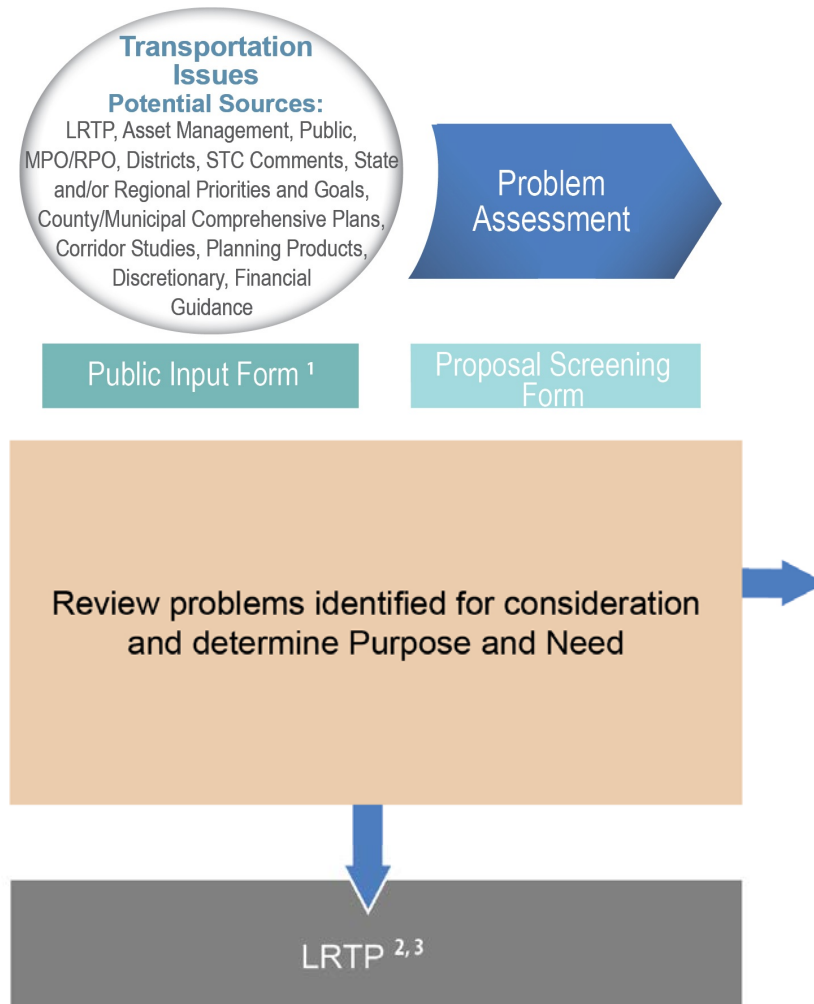 Transportation
Issues
Potential Sources:
LRTP, Asset Management, Public,
MPO/RPO, Districts, STC Comments, State
and/or Regional Priorities and Goals,
County/Municipal Comprehensive Plans,
Corridor Studies, Planning Products,
Discretionary, Financial
Guidance
Problem
Assessment
Public Input Form ¹
Proposal Screening
Form
Review problems identified for consideration
and determine Purpose and Need
LRTP ²,³